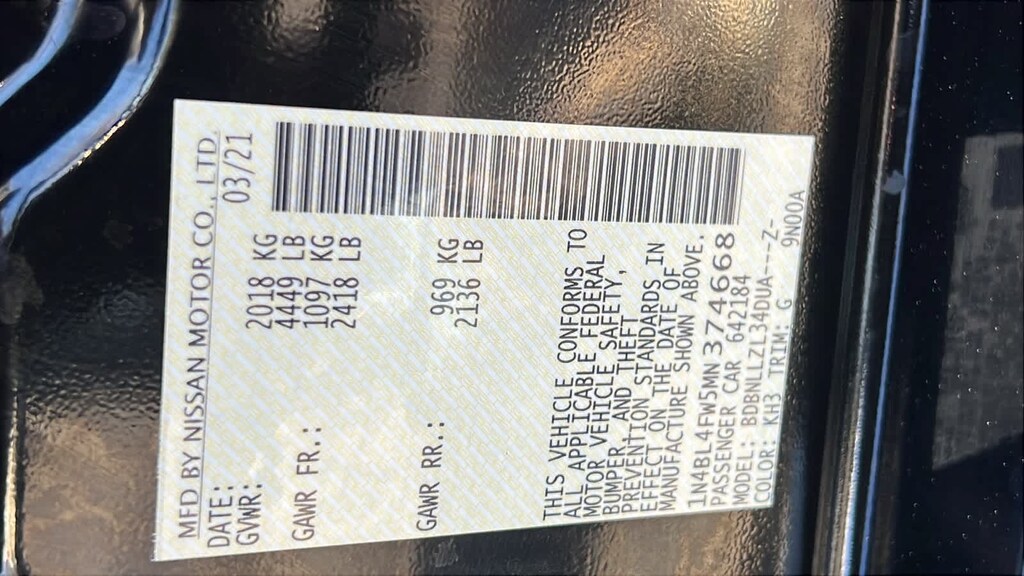 MFD BY NISSAN MOTOR CO., LTD.
DATE: 03/21
GVWR: 2018 KG
4449 LB
GAWR FR.: 1097 KG
2418 LB
GAWR RR.: 969 KG
2136 LB
THIS VEHICLE CONFORMS TO
ALL APPLICABLE FEDERAL
MOTOR VEHICLE SAFETY,
BUMPER AND THEFT
PREVENTION STANDARDS IN
EFFECT ON THE DATE OF
MANUFACTURE SHOWN ABOVE.
1N4BL4FW5MN374668
PASSENGER CAR 642184
MODEL: BDBNLLZL34DUA---Z-
COLOR: KH3 TRIM: G 9N00A